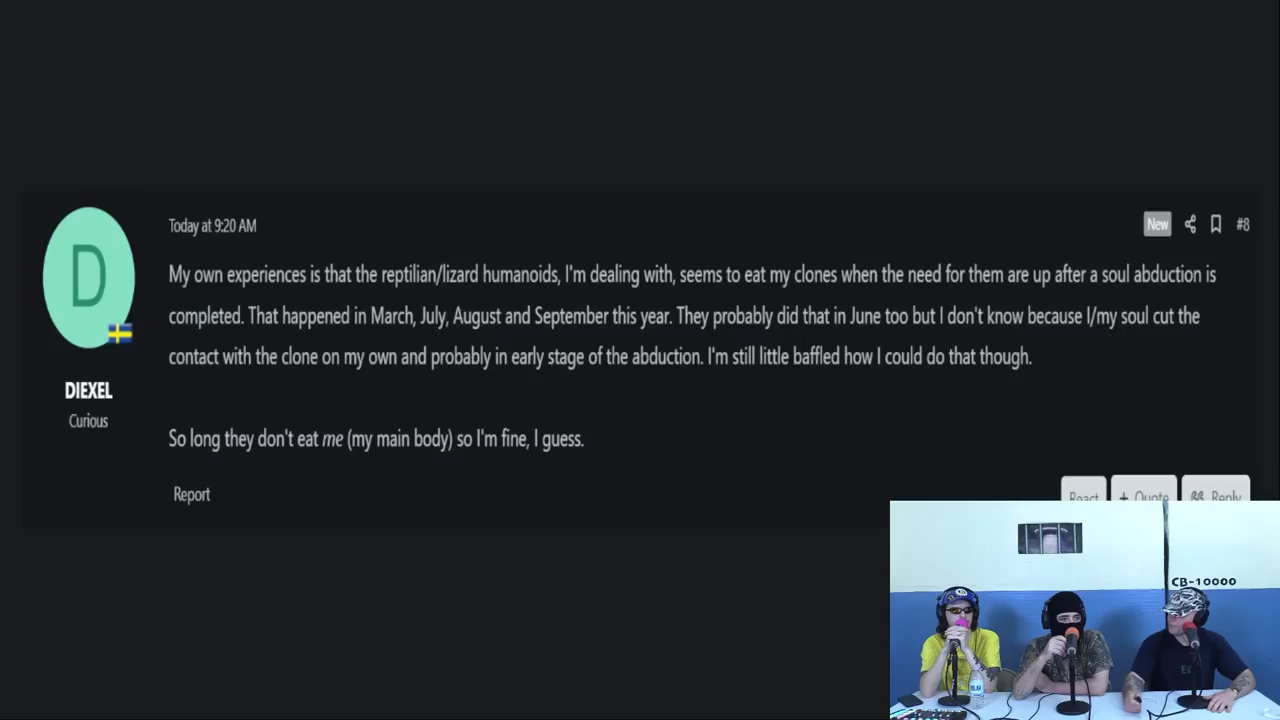 Today at 9:20 AM
New
#8
D
My own experiences is that the reptilian/lizard humanoids, I'm dealing with, seems to eat my clones when the need for them are up after a soul abduction is
completed. That happened in March, July, August and September this year. They probably did that in June too but I don't know because I/my soul cut the
contact with the clone on my own and probably in early stage of the abduction. I'm still little baffled how I could do that though.
DIEXEL
Curious
So long they don't eat me (my main body) so I'm fine, I guess.
Report
React
+ Quote
Reply
CB-10000